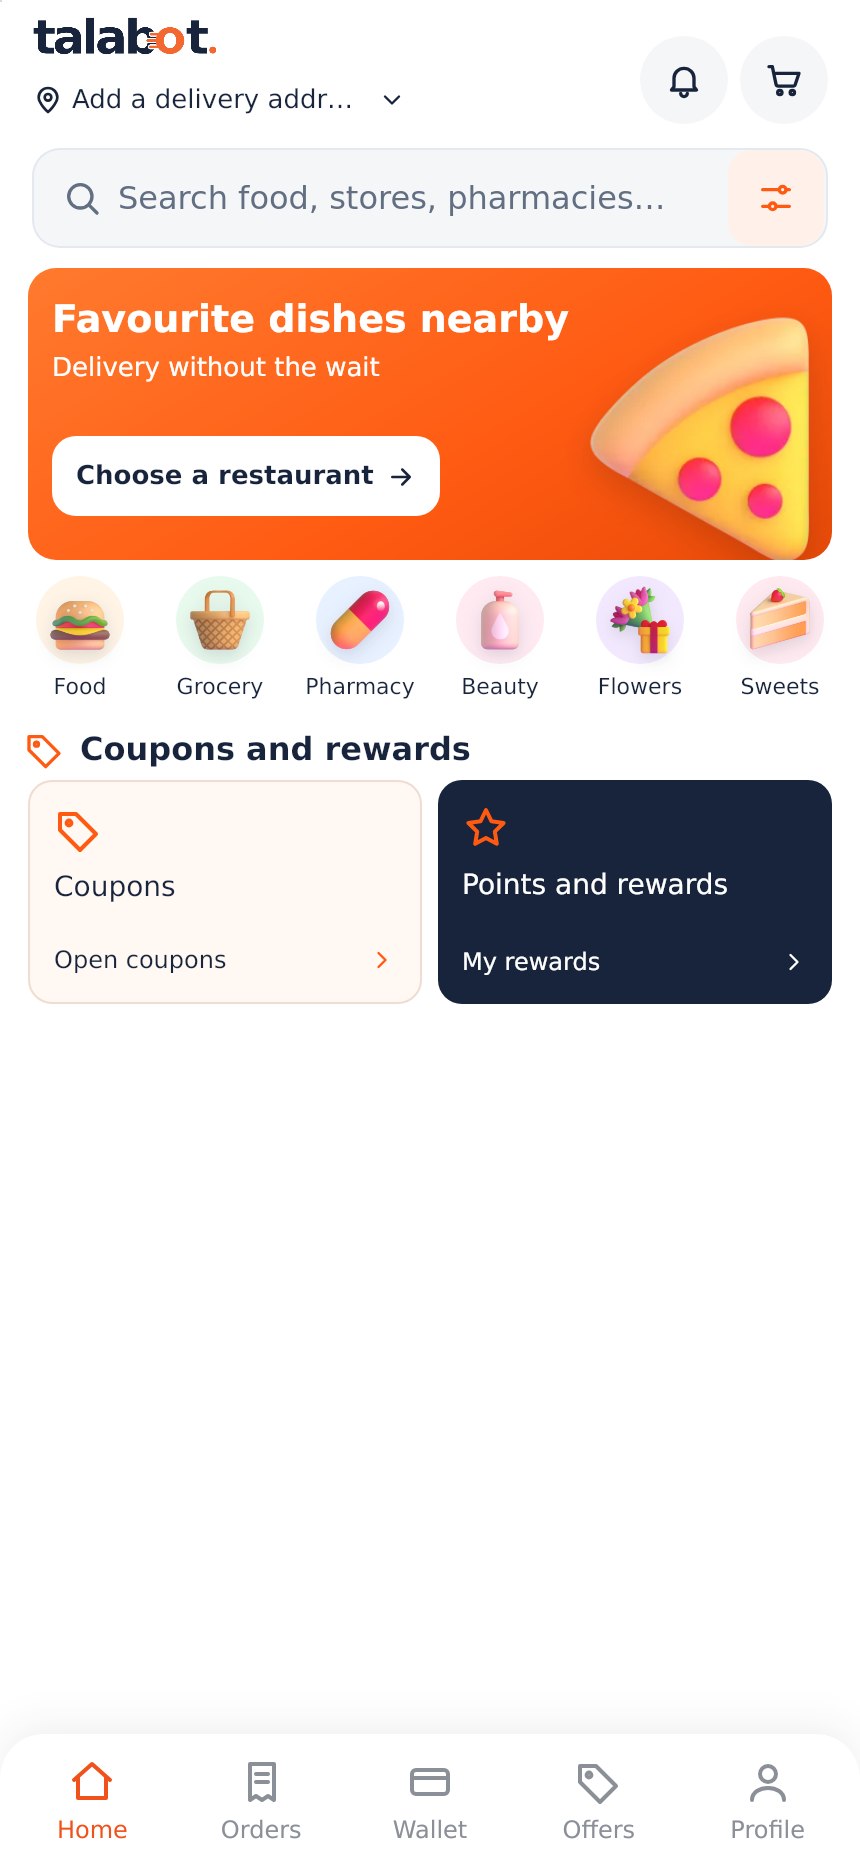 talabot.
Add a delivery addr...
Search food, stores, pharmacies...
Favourite dishes nearby
Delivery without the wait
Choose a restaurant →
Food
Grocery
Pharmacy
Beauty
Flowers
Sweets
Coupons and rewards
Coupons
Open coupons
Points and rewards
My rewards
Home
Orders
Wallet
Offers
Profile